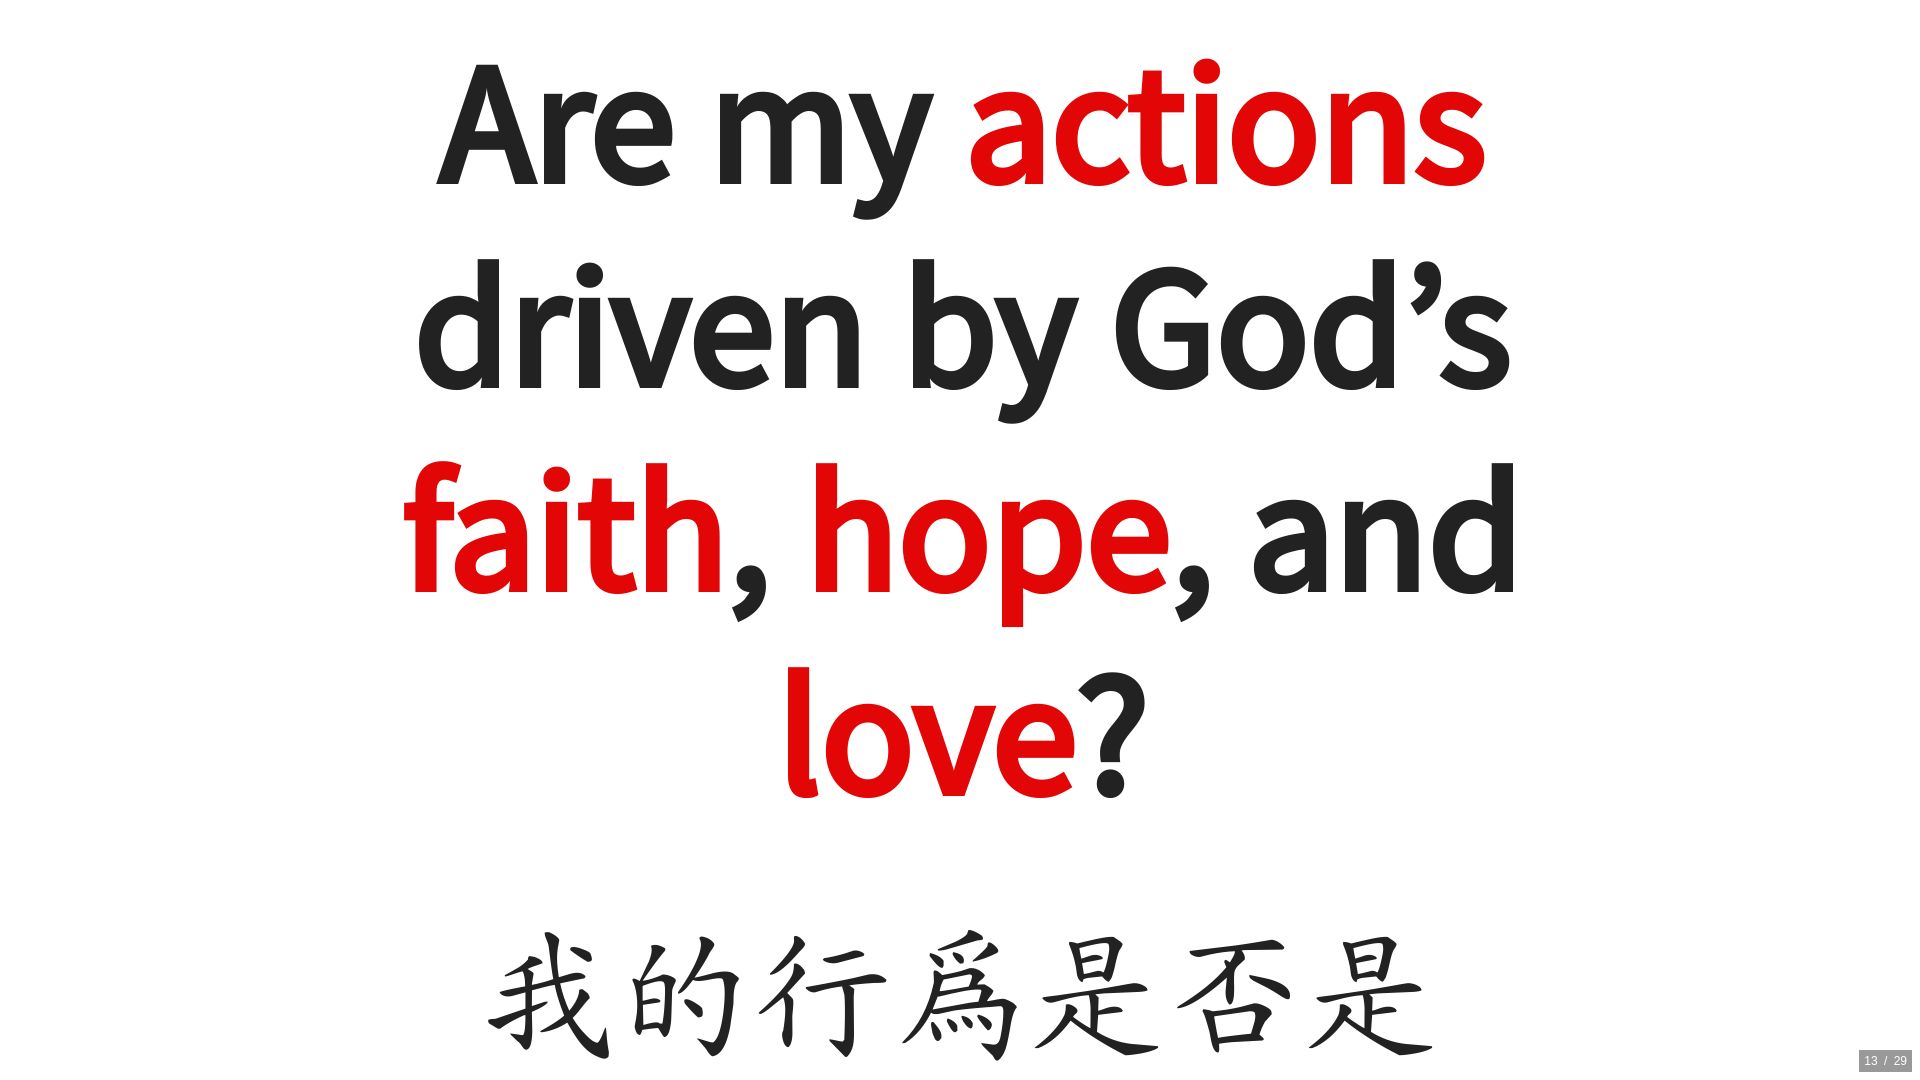 Are my actions
driven by God’s
faith, hope, and
love?
我的行爲是否是
13 / 29